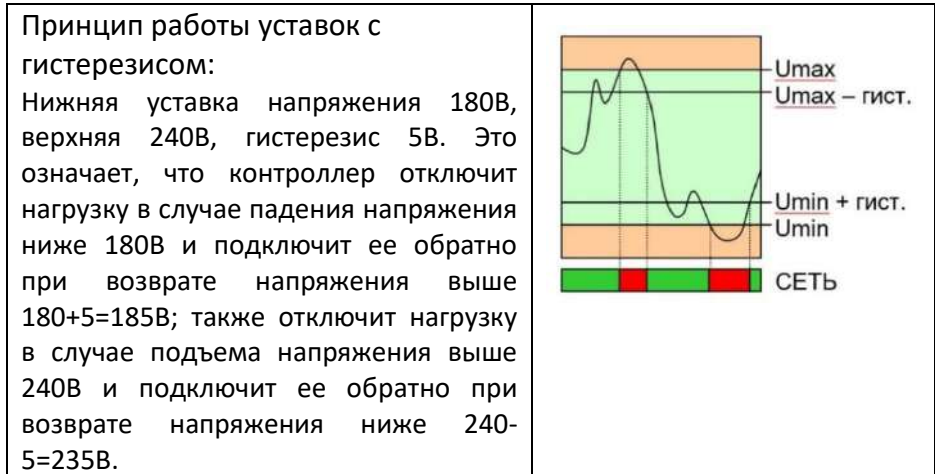 Принцип работы уставок с
гистерезисом:
Нижняя уставка напряжения 180В,
верхняя 240В, гистерезис 5В. Это
означает, что контроллер отключит
нагрузку в случае падения напряжения
ниже 180В и подключит ее обратно
при возврате напряжения выше
180+5=185В; также отключит нагрузку
в случае подъема напряжения выше
240В и подключит ее обратно при
возврате напряжения ниже 240-
5=235В.
Umax
Umax – гист.
Umin + гист.
Umin
СЕТЬ